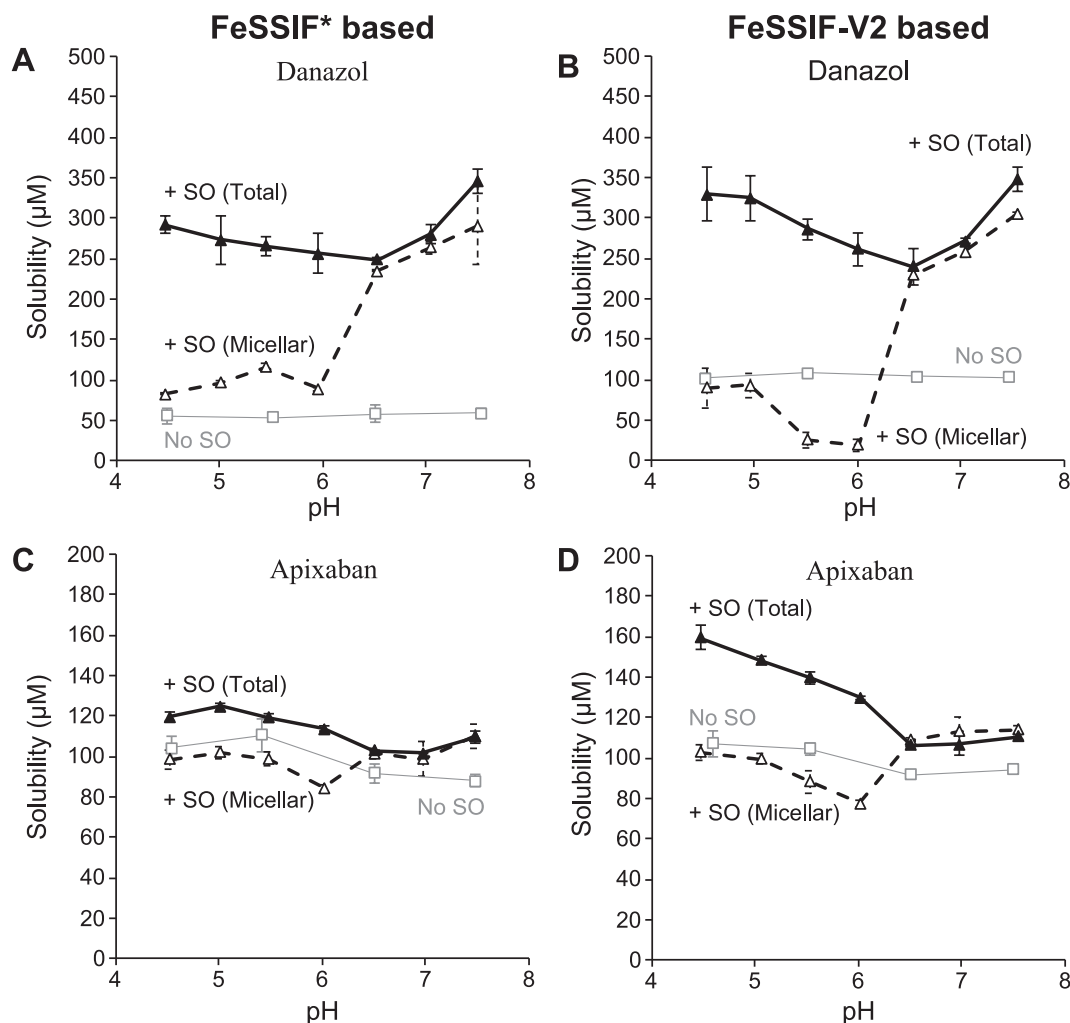 FeSSIF* based
FeSSIF-V2 based
A
Danazol
500
450
400
350
300
250
200
150
100
50
0
Solubility (µM)
+ SO (Total)
+ SO (Micellar)
No SO
4 5 6 7 8
pH
B
Danazol
500
450
400
350
300
250
200
150
100
50
0
Solubility (µM)
+ SO (Total)
No SO
+ SO (Micellar)
4 5 6 7 8
pH
C
Apixaban
200
180
160
140
120
100
80
60
40
20
0
Solubility (µM)
+ SO (Total)
+ SO (Micellar)
No SO
4 5 6 7 8
pH
D
Apixaban
200
180
160
140
120
100
80
60
40
20
0
Solubility (µM)
+ SO (Total)
No SO
+ SO (Micellar)
4 5 6 7 8
pH